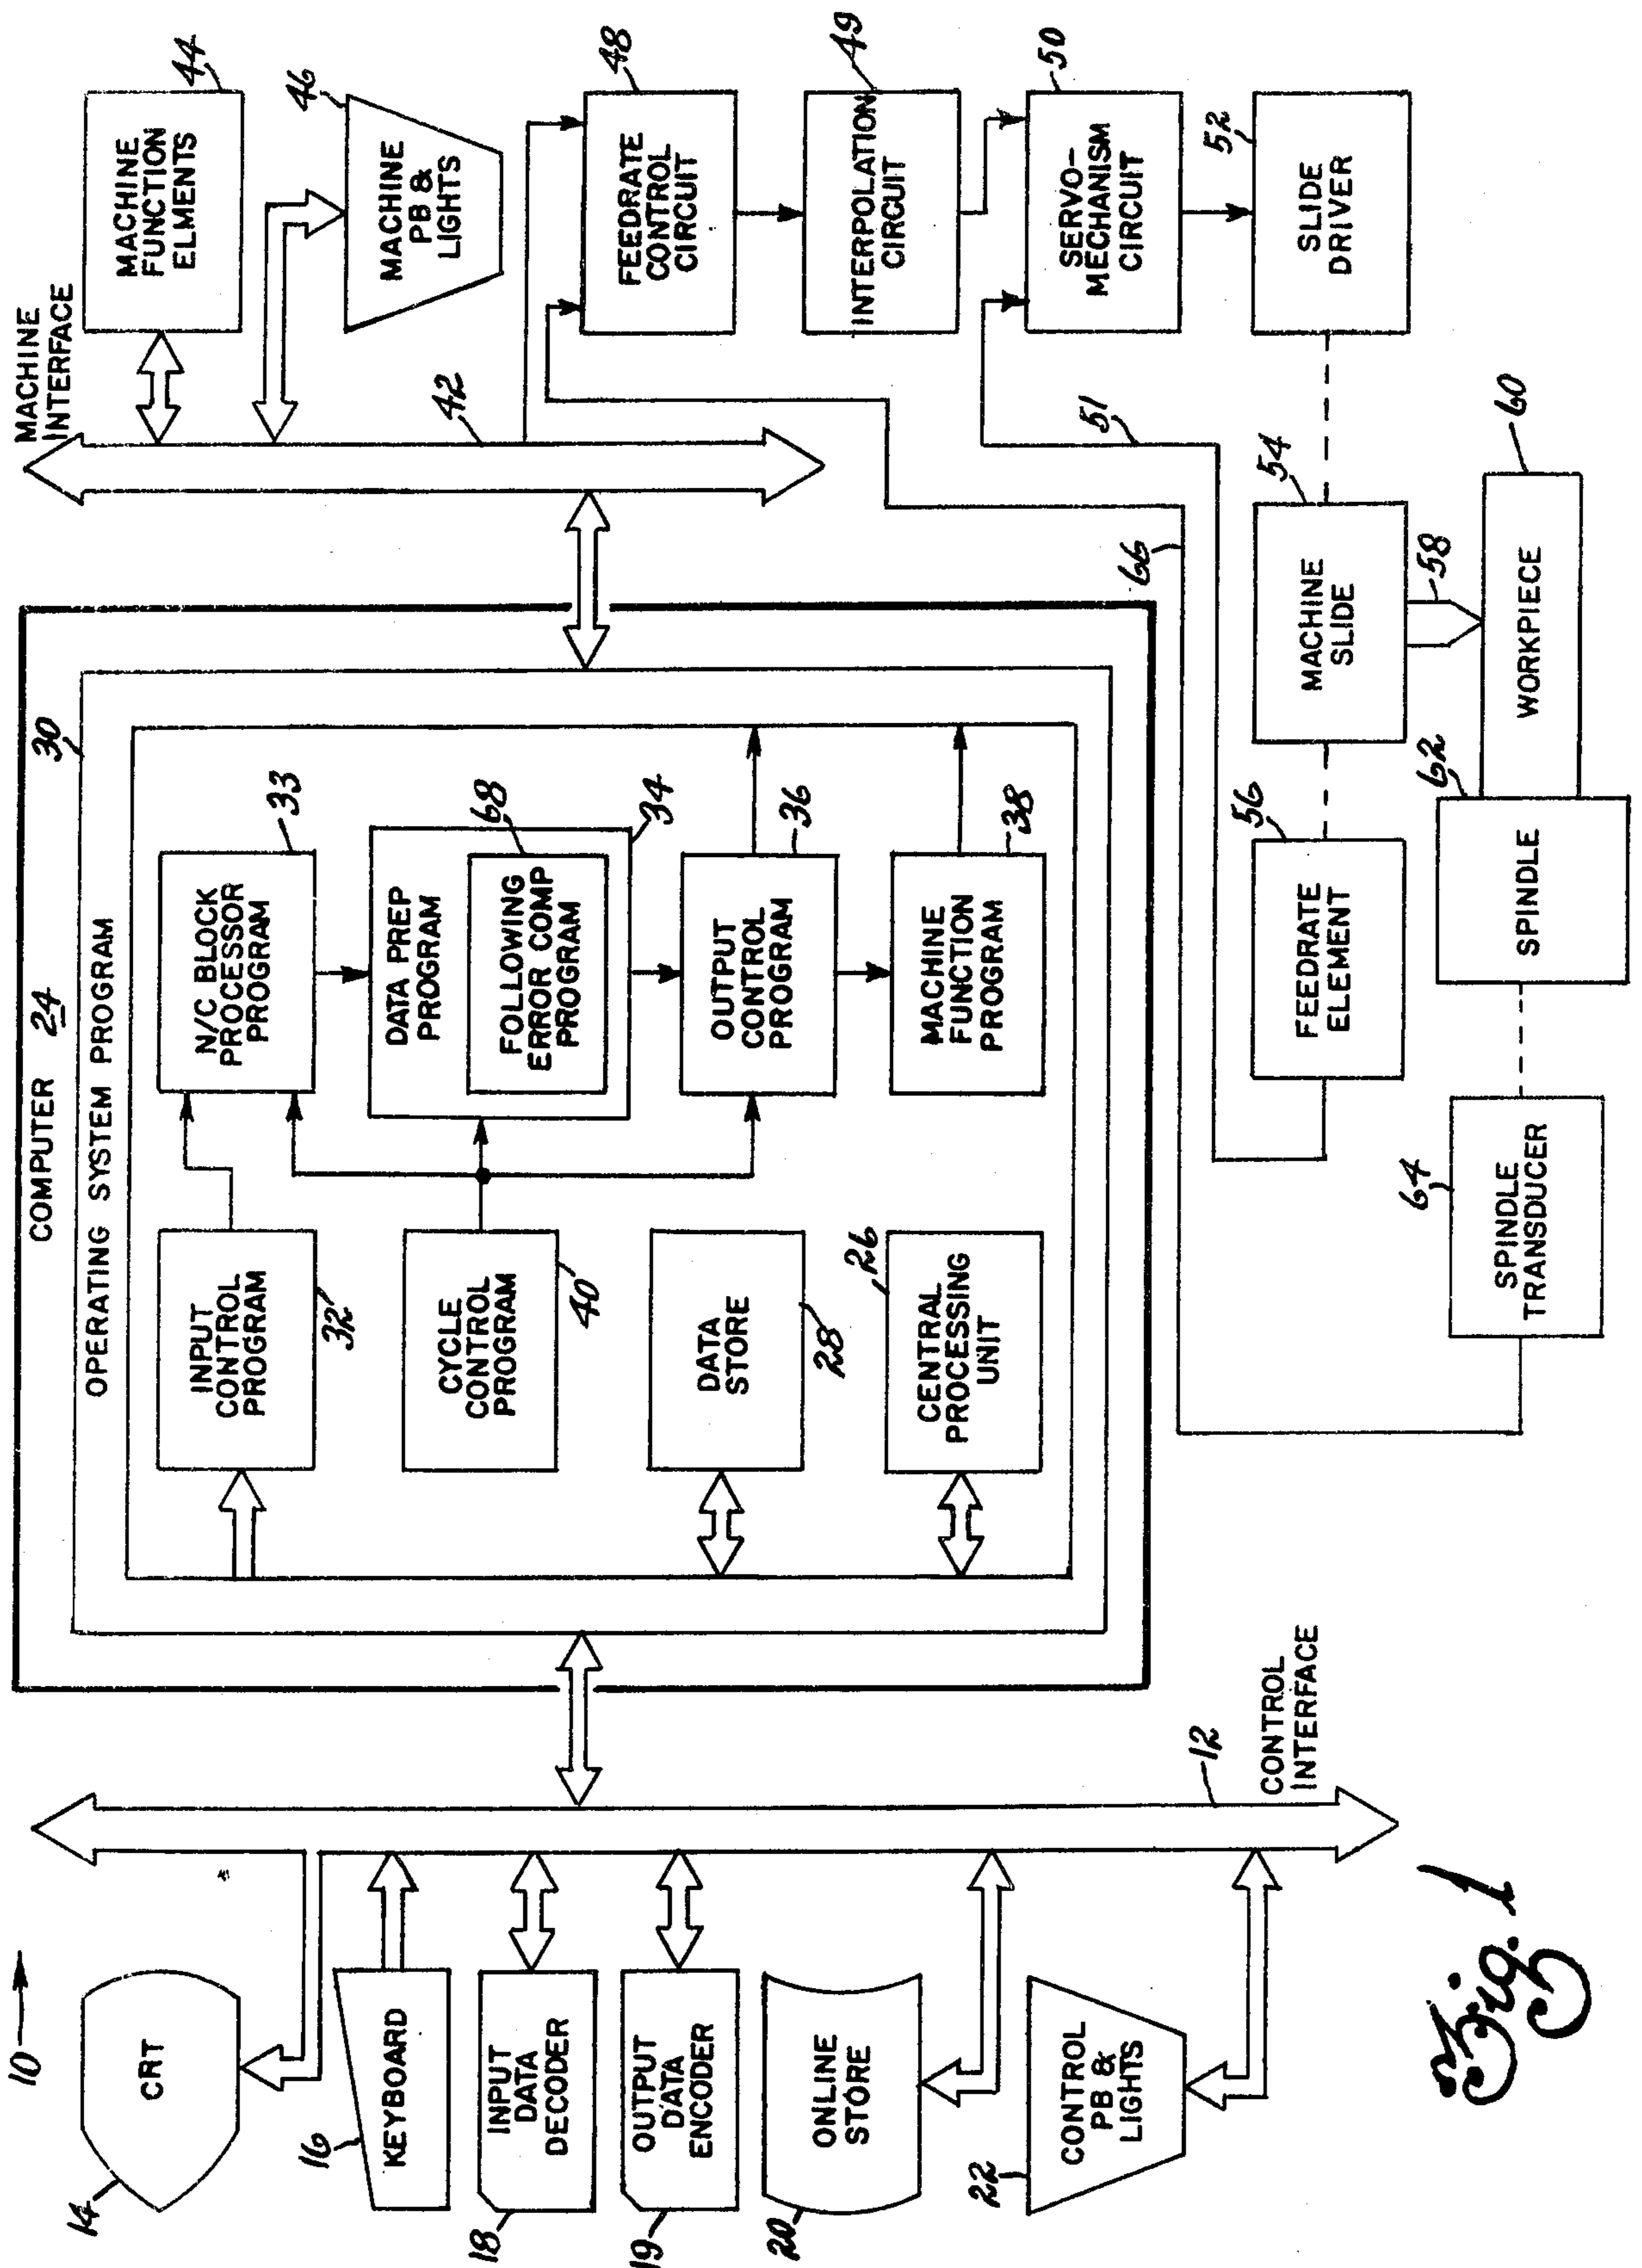 10
CRT
14
KEYBOARD
16
INPUT
DATA
DECODER
18
OUTPUT
DATA
ENCODER
19
ONLINE
STORE
20
CONTROL
PB &
LIGHTS
22
12
CONTROL
INTERFACE
COMPUTER 24
OPERATING SYSTEM PROGRAM
30
INPUT
CONTROL
PROGRAM
32
CYCLE
CONTROL
PROGRAM
40
DATA
STORE
28
CENTRAL
PROCESSING
UNIT
26
N/C BLOCK
PROCESSOR
PROGRAM
33
DATA PREP
PROGRAM
FOLLOWING
ERROR COMP
PROGRAM
68
34
OUTPUT
CONTROL
PROGRAM
36
MACHINE
FUNCTION
PROGRAM
38
MACHINE
INTERFACE
42
MACHINE
FUNCTION
ELMENTS
44
MACHINE
PB &
LIGHTS
46
FEEDRATE
CONTROL
CIRCUIT
48
INTERPOLATION
CIRCUIT
49
SERVO-
MECHANISM
CIRCUIT
50
51
SLIDE
DRIVER
52
MACHINE
SLIDE
54
FEEDRATE
ELEMENT
56
58
WORKPIECE
60
SPINDLE
62
SPINDLE
TRANSDUCER
64
66
Fig. 1